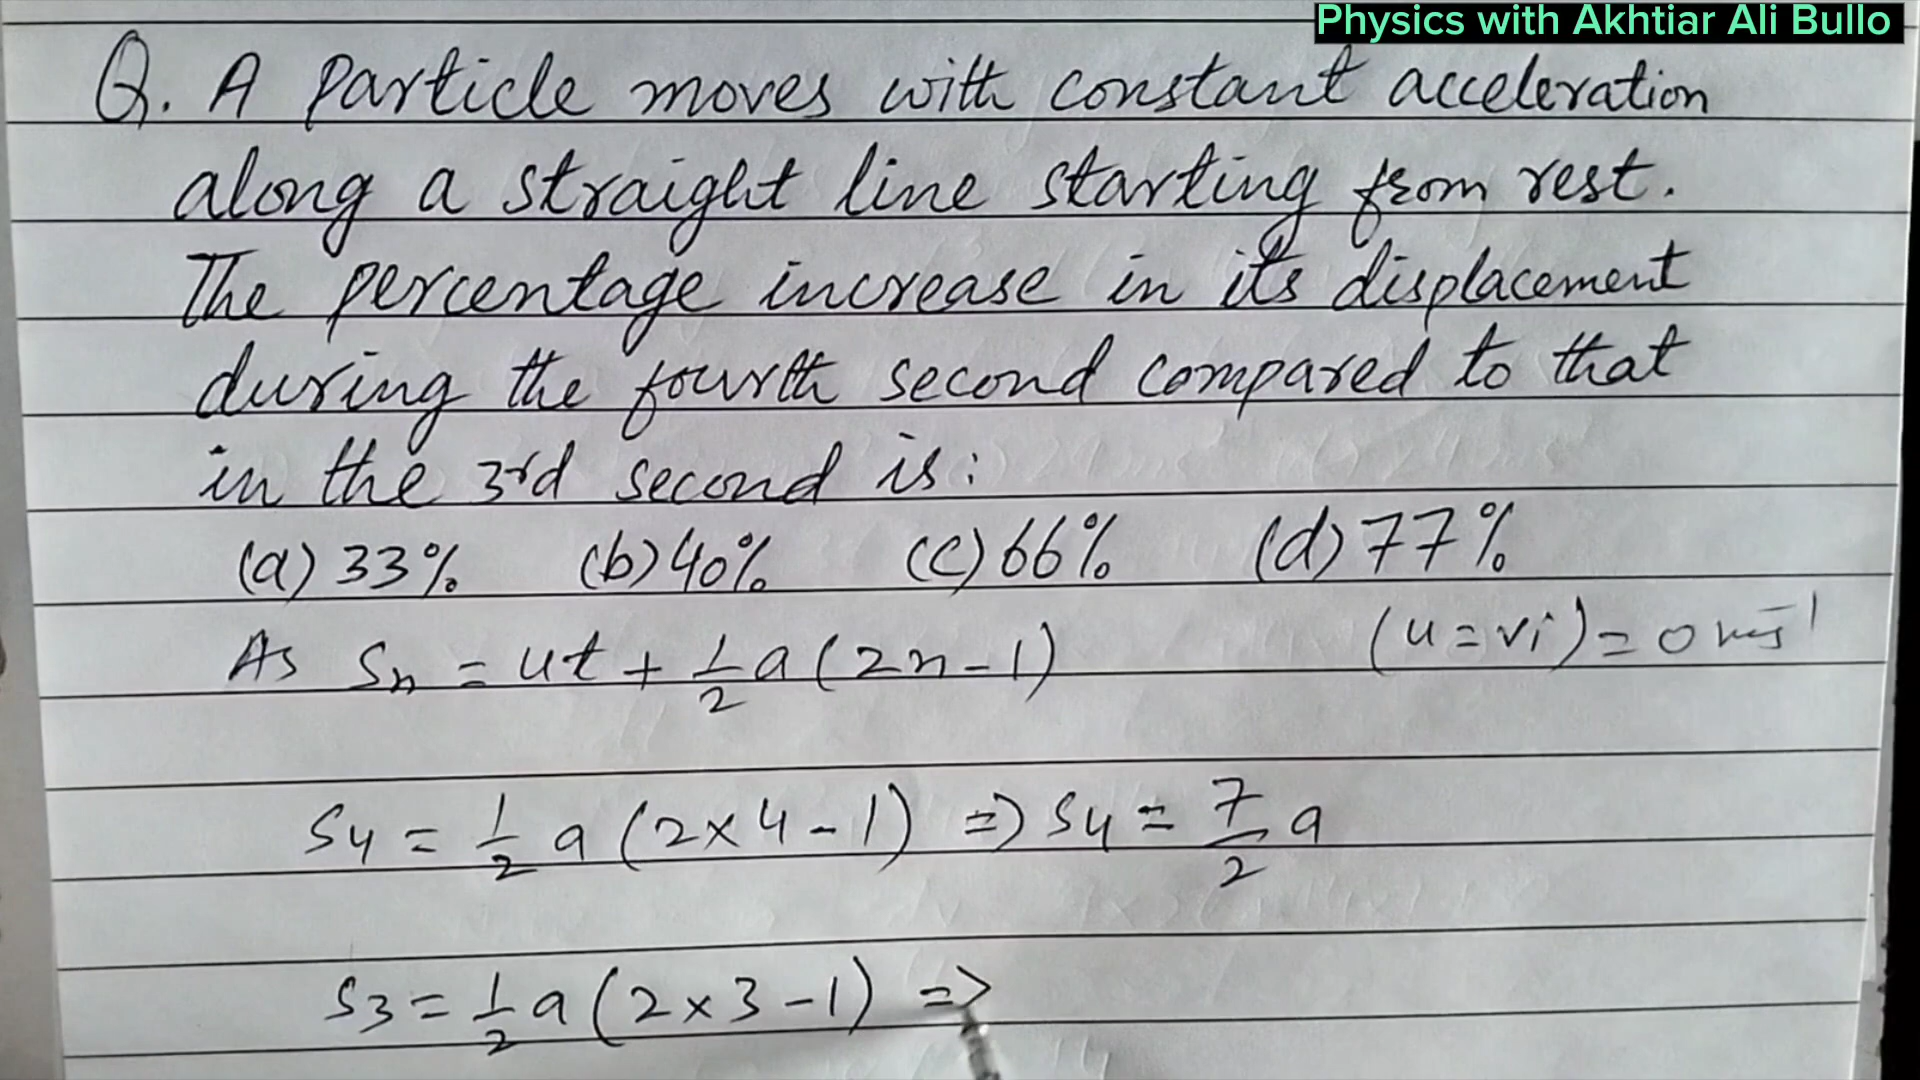 Physics with Akhtiar Ali Bullo
Q. A particle moves with constant acceleration
along a straight line starting from rest.
The percentage increase in its displacement
during the fourth second compared to that
in the 3rd second is:
(a) 33% (b) 40% (c) 66% (d) 77%
As Sn = ut + 1/2 a (2n - 1) (u = vi) = 0 ms⁻¹
S4 = 1/2 a (2 × 4 - 1) => S4 = 7/2 a
S3 = 1/2 a (2 × 3 - 1) =>